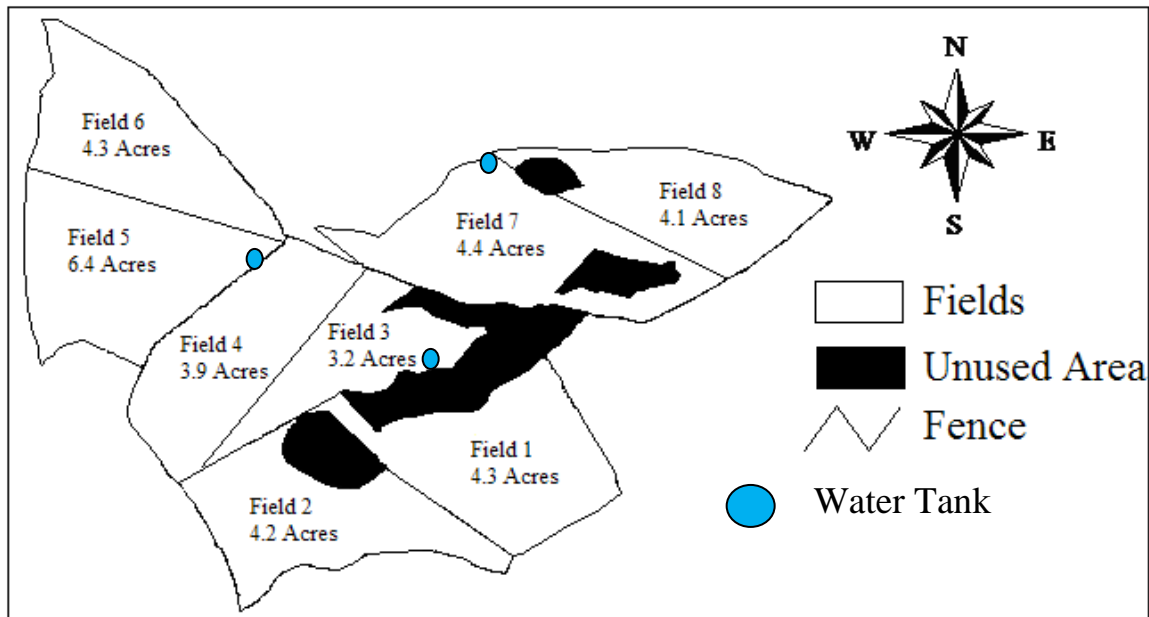 N
W
E
S
Field 6
4.3 Acres
Field 5
6.4 Acres
Field 8
4.1 Acres
Field 7
4.4 Acres
Field 4
3.9 Acres
Field 3
3.2 Acres
Field 1
4.3 Acres
Field 2
4.2 Acres
Fields
Unused Area
Fence
Water Tank